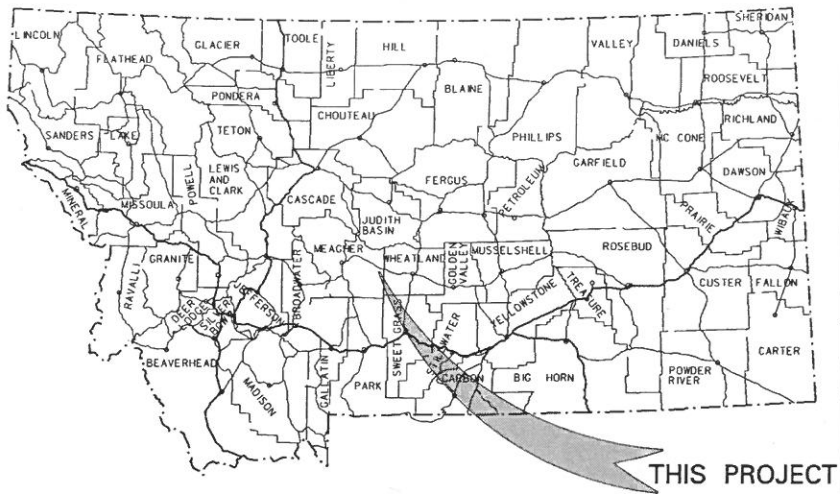 LINCOLN
FLATHEAD
GLACIER
TOOLE
LIBERTY
HILL
BLAINE
VALLEY
DANIELS
SHERIDAN
ROOSEVELT
PONDERA
CHOUTEAU
PHILLIPS
RICHLAND
MC CONE
SANDERS
LAKE
TETON
LEWIS
AND
CLARK
POWELL
CASCADE
FERGUS
PETROLEUM
GARFIELD
DAWSON
MINERAL
MISSOULA
JUDITH
BASIN
PRAIRIE
WIBAUX
GRANITE
RAVALLI
MEAGHER
WHEATLAND
GOLDEN
VALLEY
MUSSELSHELL
ROSEBUD
BROADWATER
JEFFERSON
DEER
LODGE
SILVER
BOW
TREASURE
CUSTER
FALLON
YELLOWSTONE
SWEET GRASS
STILLWATER
BEAVERHEAD
MADISON
GALLATIN
PARK
CARBON
BIG HORN
POWDER
RIVER
CARTER
THIS PROJECT